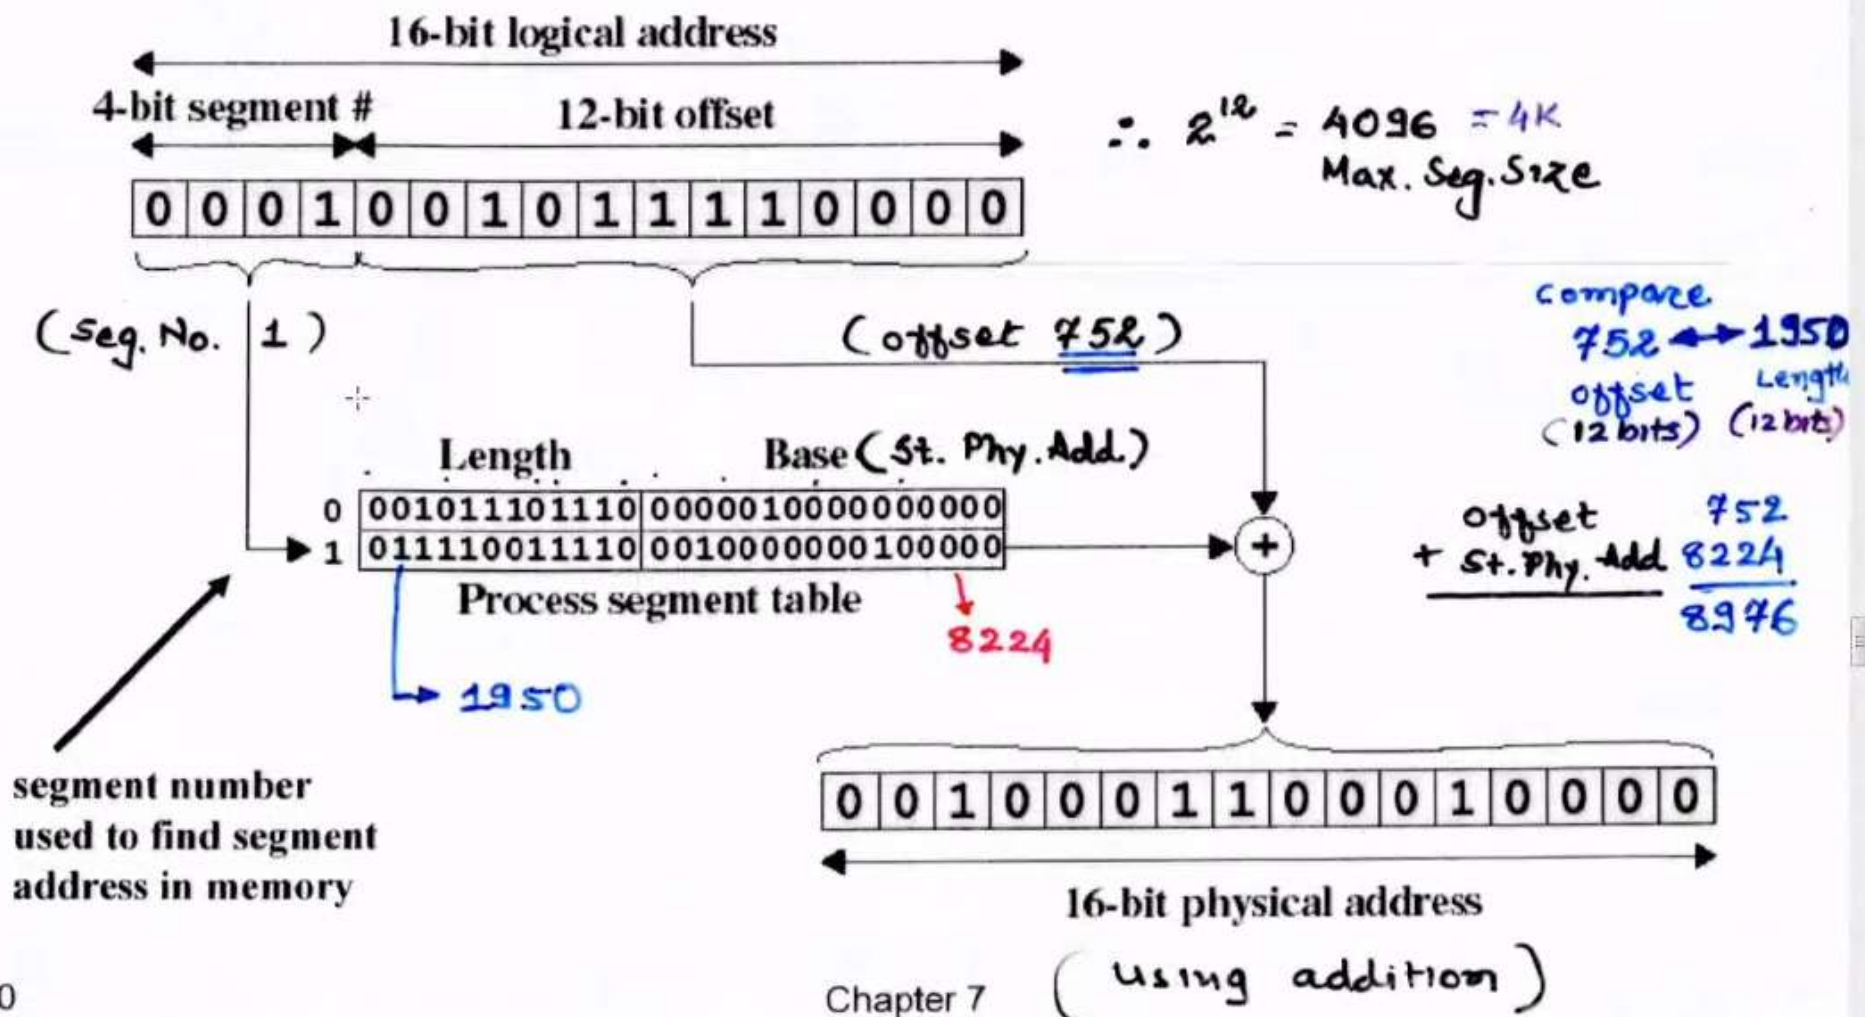 16-bit logical address
4-bit segment # 12-bit offset
∴ 2¹² = 4096 = 4K
Max. Seg. Size
0 0 0 1 0 0 1 0 1 1 1 1 0 0 0 0
(Seg. No. 1)
(offset 752)
compare
752 ↔ 1950
offset Length
(12 bits) (12 bits)
Length Base (St. Phy. Add.)
0 001011101110 0000010000000000
1 011110011110 0010000000100000
Process segment table
+
offset 752
+ St. Phy. Add 8224
8976
8224
1950
segment number
used to find segment
address in memory
0 0 1 0 0 0 1 1 0 0 0 1 0 0 0 0
16-bit physical address
(using addition)
0
Chapter 7